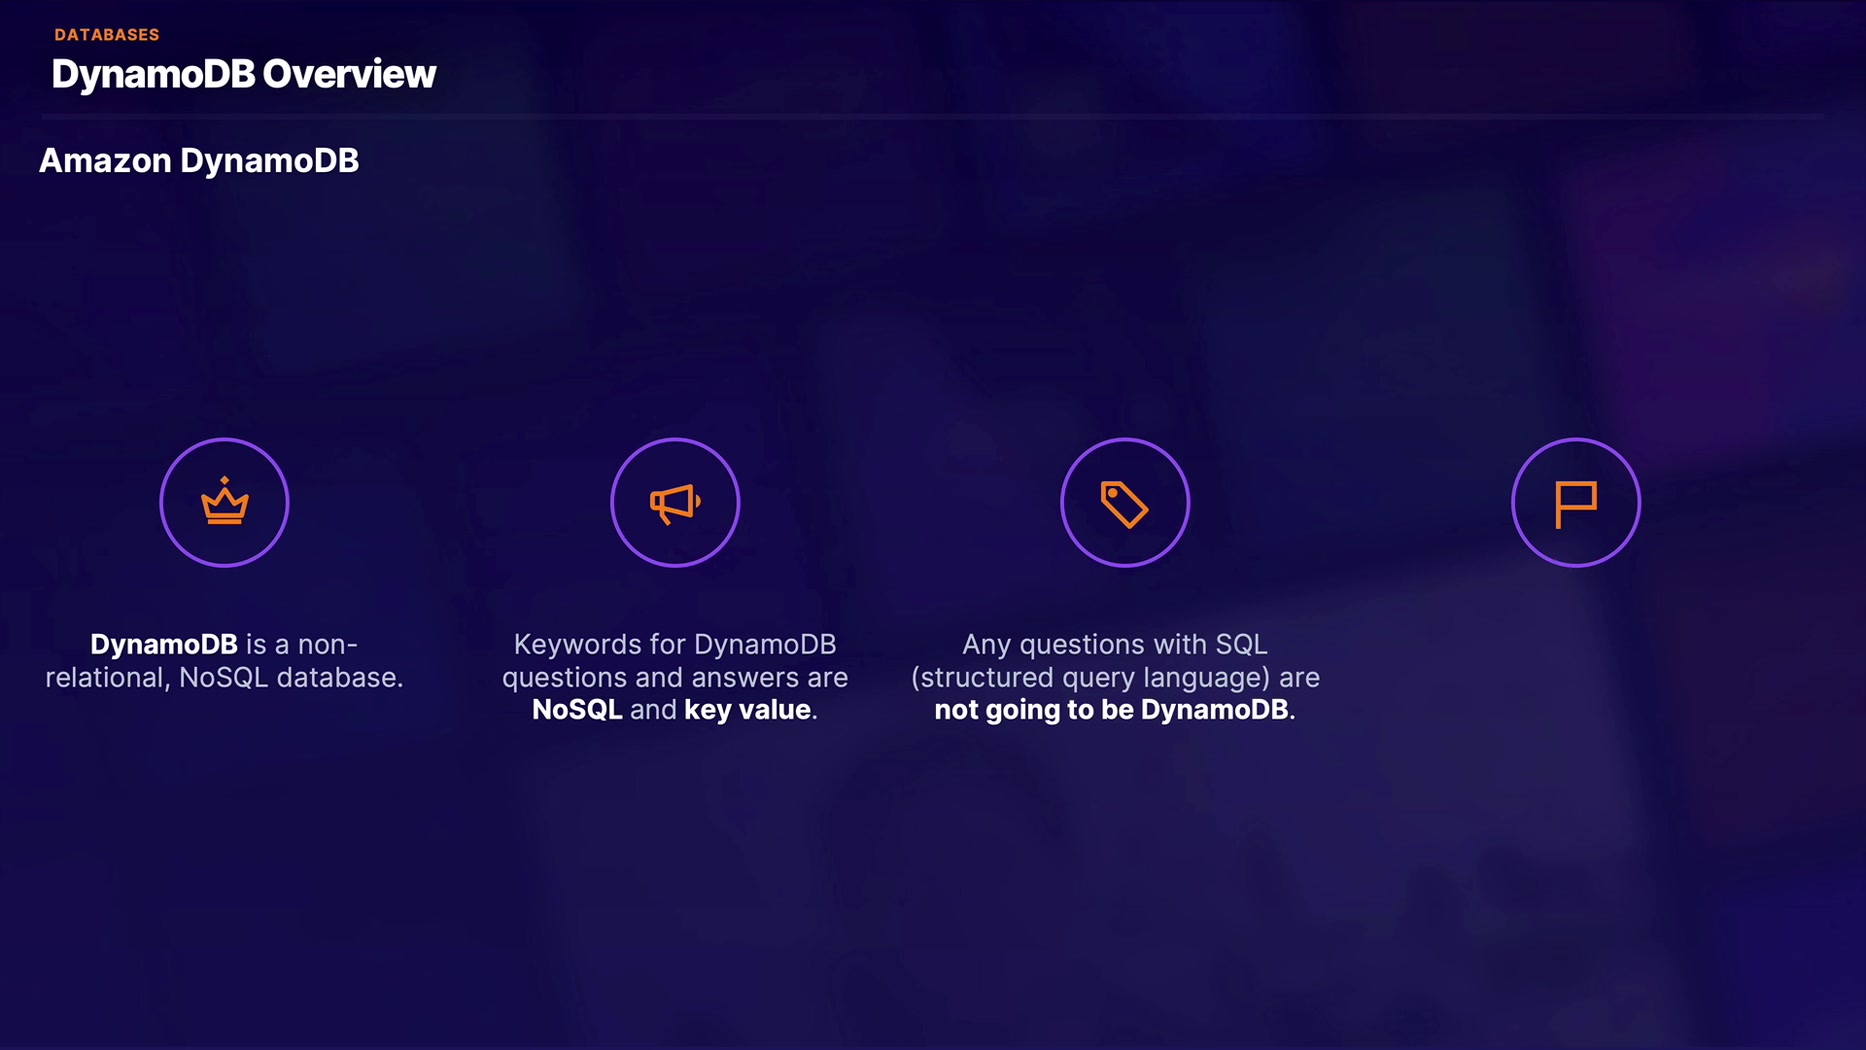 DATABASES
DynamoDB Overview
Amazon DynamoDB
DynamoDB is a non-
relational, NoSQL database.
Keywords for DynamoDB
questions and answers are
NoSQL and key value.
Any questions with SQL
(structured query language) are
not going to be DynamoDB.